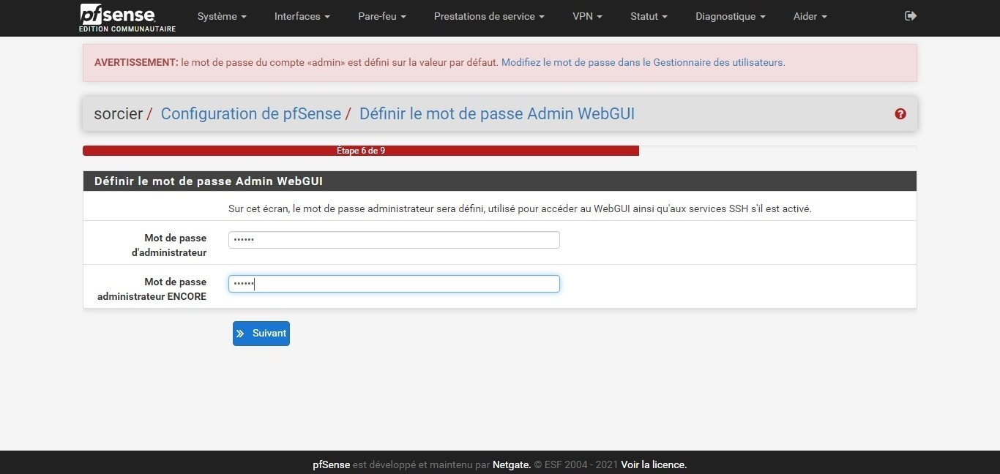 pfsense
EDITION COMMUNAUTAIRE
Système Interfaces Pare-feu Prestations de service VPN Statut Diagnostique Aider
AVERTISSEMENT: le mot de passe du compte «admin» est défini sur la valeur par défaut. Modifiez le mot de passe dans le Gestionnaire des utilisateurs.
sorcier / Configuration de pfSense / Définir le mot de passe Admin WebGUI
Étape 6 de 9
Définir le mot de passe Admin WebGUI
Sur cet écran, le mot de passe administrateur sera défini, utilisé pour accéder au WebGUI ainsi qu'aux services SSH s'il est activé.
Mot de passe
d'administrateur
••••••
Mot de passe
administrateur ENCORE
••••••
Suivant
pfSense est développé et maintenu par Netgate. © ESF 2004 - 2021 Voir la licence.